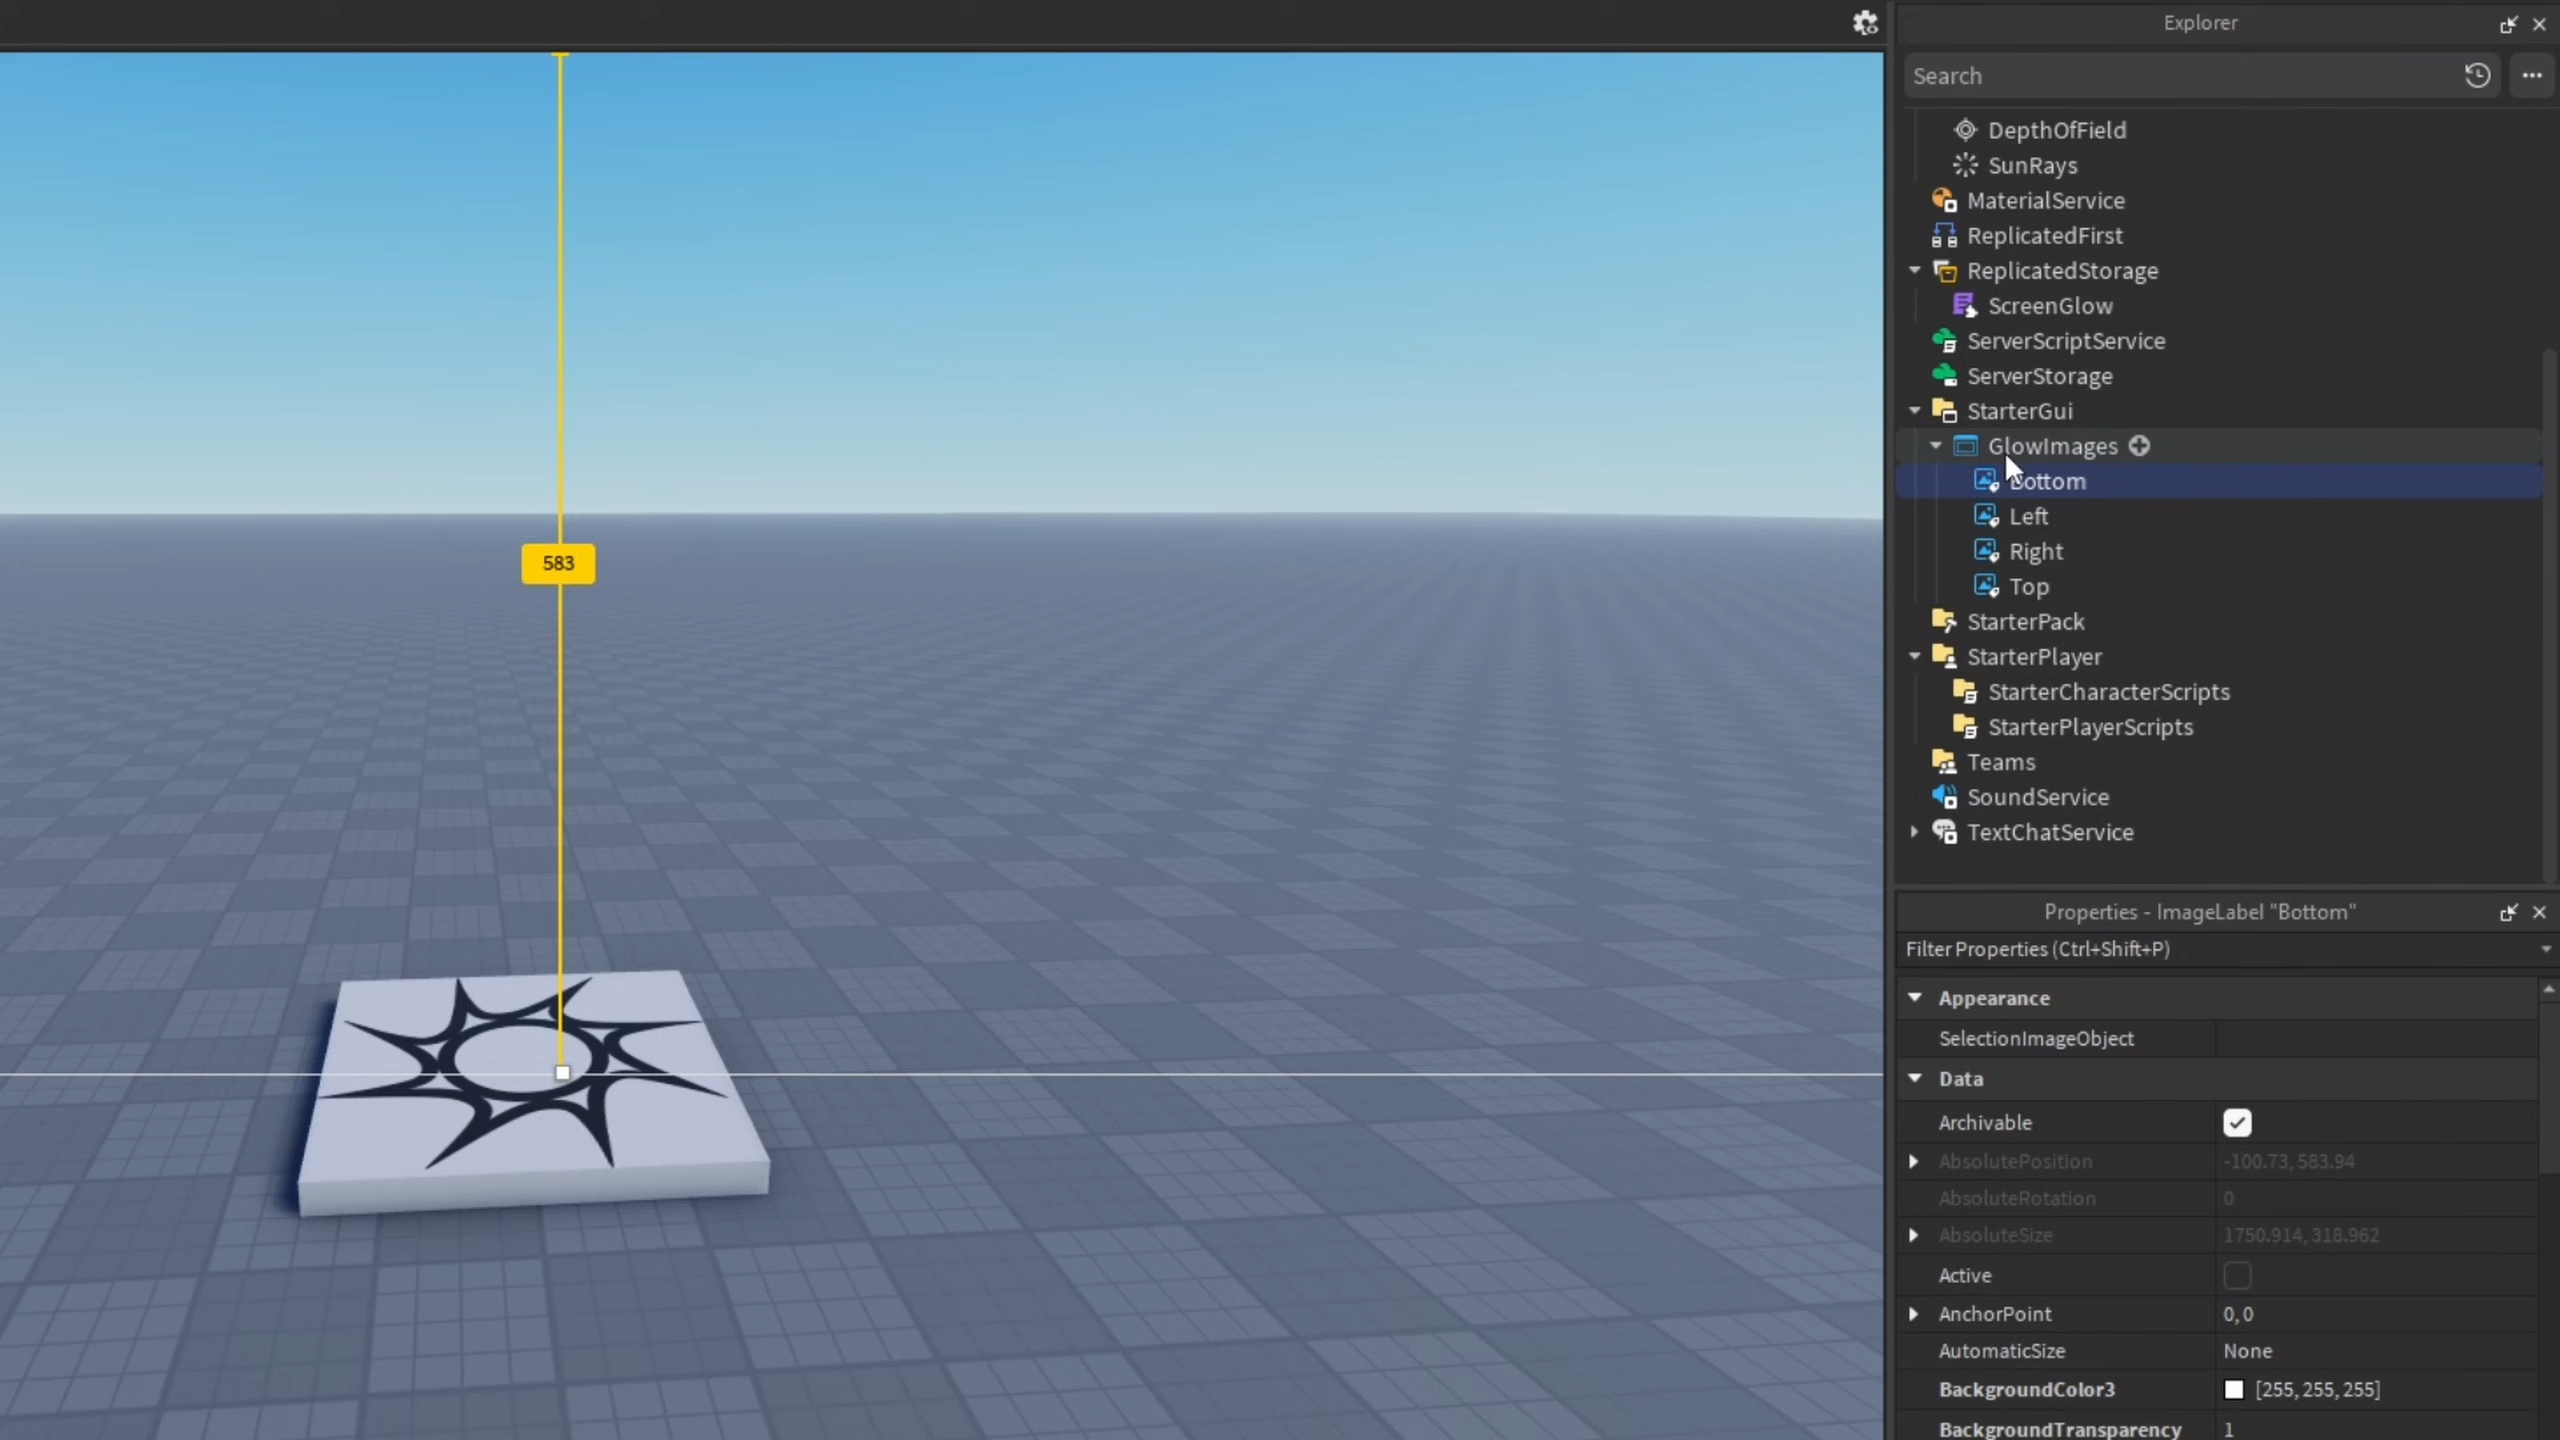 Explorer
Search
DepthOfField
SunRays
MaterialService
ReplicatedFirst
ReplicatedStorage
ScreenGlow
ServerScriptService
ServerStorage
StarterGui
GlowImages
Bottom
Left
Right
Top
StarterPack
StarterPlayer
StarterCharacterScripts
StarterPlayerScripts
Teams
SoundService
TextChatService
583
Properties - ImageLabel "Bottom"
Filter Properties (Ctrl+Shift+P)
Appearance
SelectionImageObject
Data
Archivable
AbsolutePosition -100.73, 583.94
AbsoluteRotation 0
AbsoluteSize 1750.914, 318.962
Active
AnchorPoint 0, 0
AutomaticSize None
BackgroundColor3 [255, 255, 255]
BackgroundTransparency 1